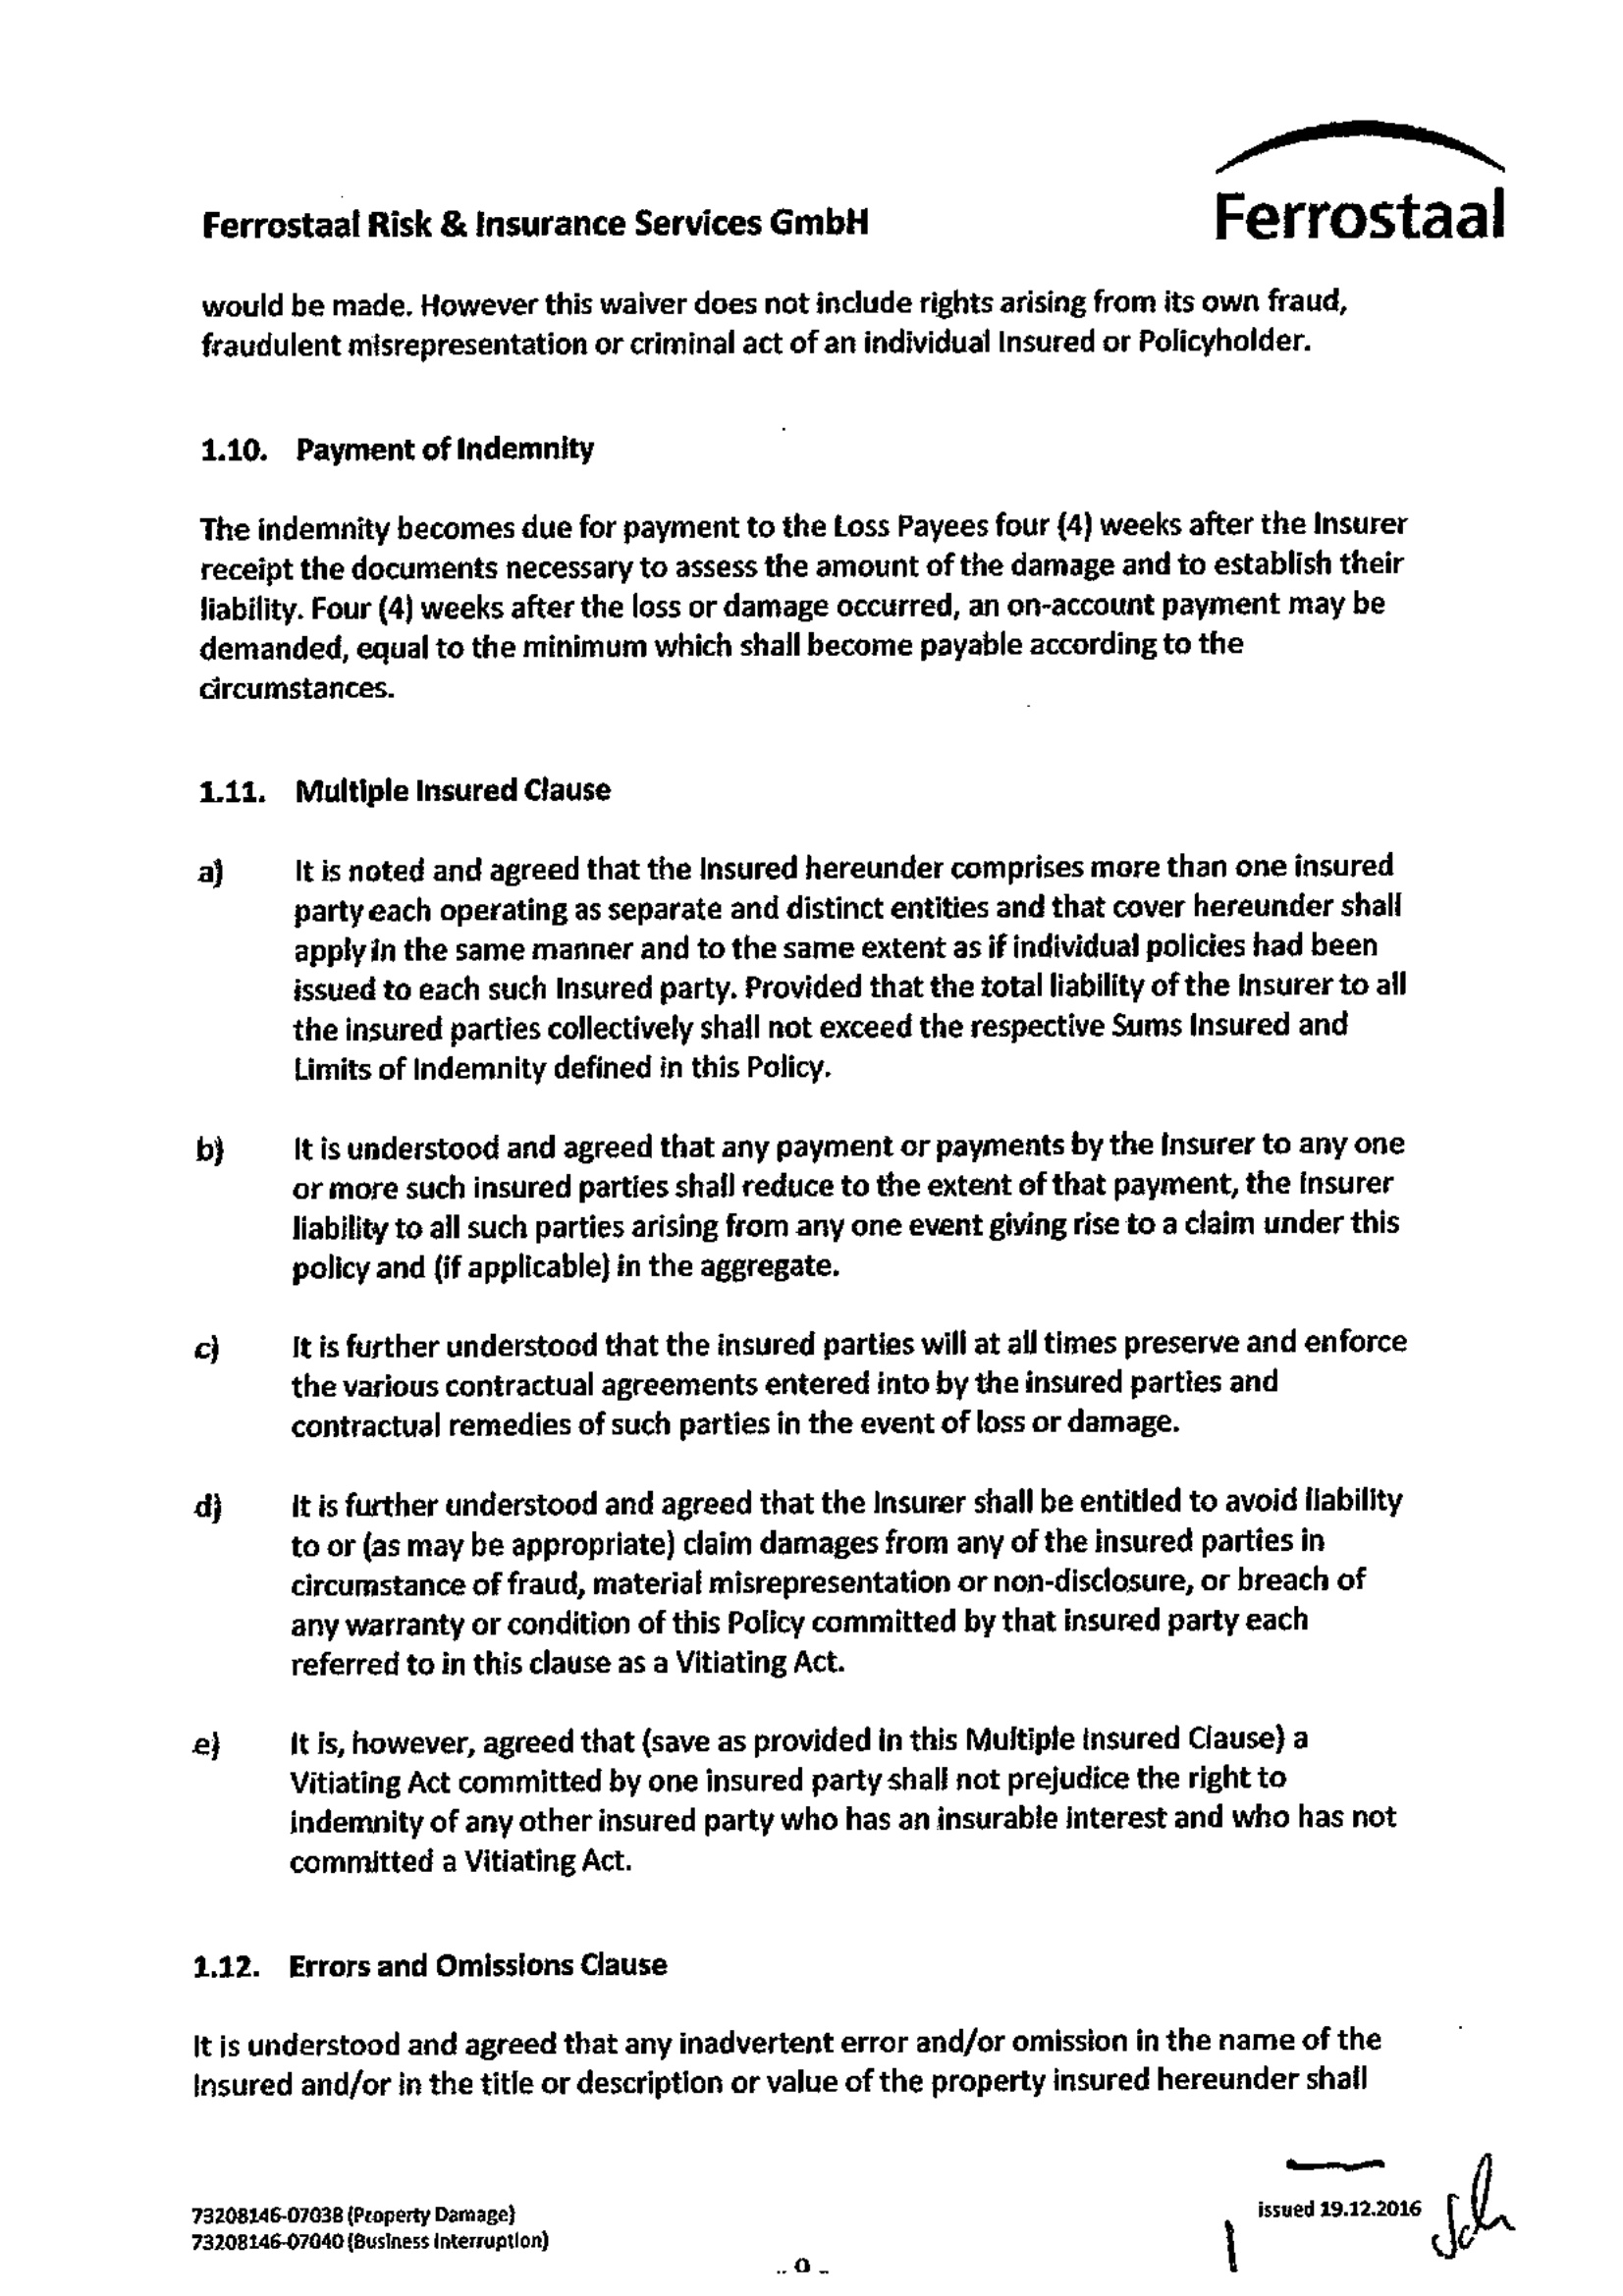 Ferrostaal
Ferrostaal Risk & Insurance Services GmbH
would be made. However this waiver does not include rights arising from its own fraud,
fraudulent misrepresentation or criminal act of an individual Insured or Policyholder.
1.10. Payment of Indemnity
The indemnity becomes due for payment to the Loss Payees four (4) weeks after the Insurer
receipt the documents necessary to assess the amount of the damage and to establish their
liability. Four (4) weeks after the loss or damage occurred, an on-account payment may be
demanded, equal to the minimum which shall become payable according to the
circumstances.
1.11. Multiple Insured Clause
a) It is noted and agreed that the Insured hereunder comprises more than one insured
party each operating as separate and distinct entities and that cover hereunder shall
apply in the same manner and to the same extent as if individual policies had been
issued to each such Insured party. Provided that the total liability of the Insurer to all
the insured parties collectively shall not exceed the respective Sums Insured and
Limits of Indemnity defined in this Policy.
b) It is understood and agreed that any payment or payments by the Insurer to any one
or more such insured parties shall reduce to the extent of that payment, the Insurer
liability to all such parties arising from any one event giving rise to a claim under this
policy and (if applicable) in the aggregate.
c) It is further understood that the insured parties will at all times preserve and enforce
the various contractual agreements entered into by the insured parties and
contractual remedies of such parties in the event of loss or damage.
d) It is further understood and agreed that the Insurer shall be entitled to avoid liability
to or (as may be appropriate) claim damages from any of the insured parties in
circumstance of fraud, material misrepresentation or non-disclosure, or breach of
any warranty or condition of this Policy committed by that insured party each
referred to in this clause as a Vitiating Act.
e) It is, however, agreed that (save as provided in this Multiple Insured Clause) a
Vitiating Act committed by one insured party shall not prejudice the right to
indemnity of any other insured party who has an insurable interest and who has not
committed a Vitiating Act.
1.12. Errors and Omissions Clause
It is understood and agreed that any inadvertent error and/or omission in the name of the
Insured and/or in the title or description or value of the property insured hereunder shall
73208146-07038 (Property Damage)
73208146-07040 (Business Interruption)
issued 19.12.2016